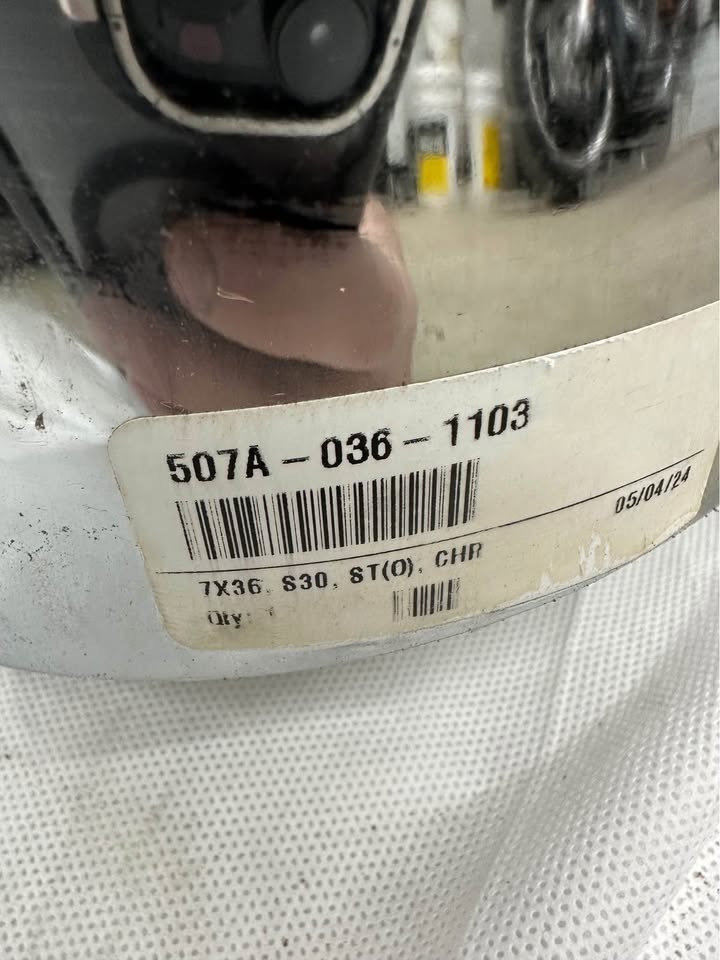 507A - 036 - 1103
05/04/24
7X36, S30, ST(O), CHR
Qty: